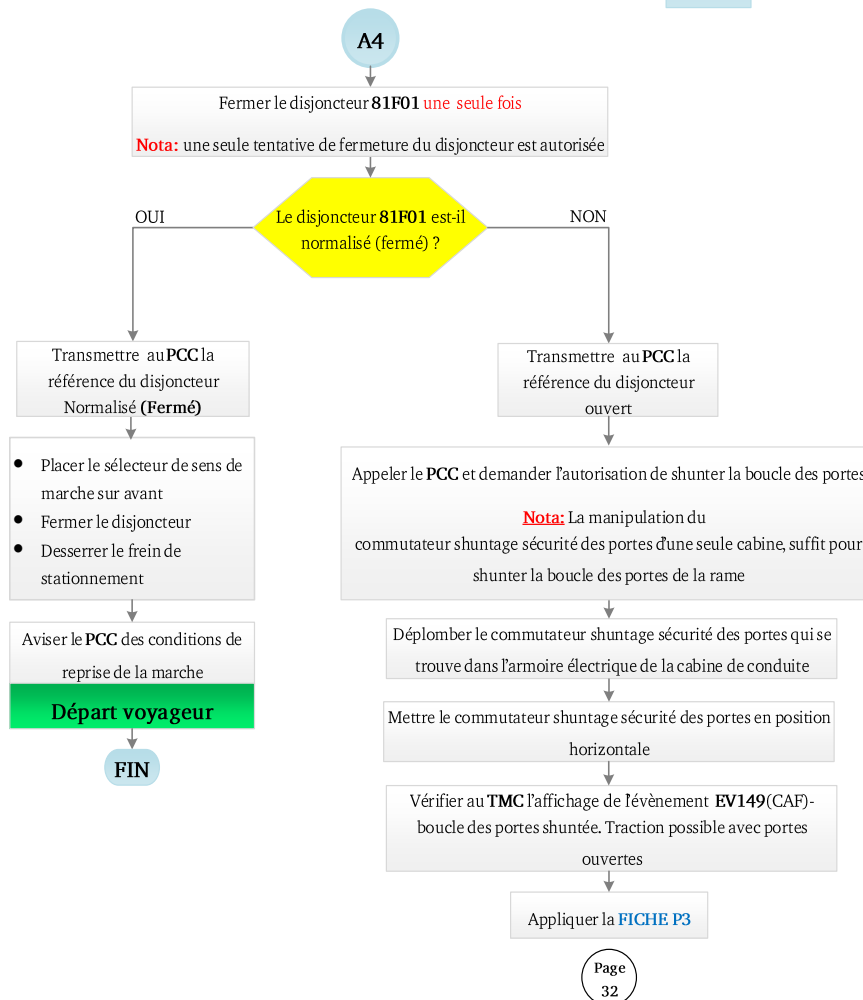 A4
Fermer le disjoncteur 81F01 une seule fois
Nota: une seule tentative de fermeture du disjoncteur est autorisée
Le disjoncteur 81F01 est-il
normalisé (fermé) ?
OUI
NON
Transmettre au PCC la
référence du disjoncteur
Normalisé (Fermé)
• Placer le sélecteur de sens de
marche sur avant
• Fermer le disjoncteur
• Desserrer le frein de
stationnement
Aviser le PCC des conditions de
reprise de la marche
Départ voyageur
FIN
Transmettre au PCC la
référence du disjoncteur
ouvert
Appeler le PCC et demander l'autorisation de shunter la boucle des portes
Nota: La manipulation du
commutateur shuntage sécurité des portes d'une seule cabine, suffit pour
shunter la boucle des portes de la rame
Déplomber le commutateur shuntage sécurité des portes qui se
trouve dans l'armoire électrique de la cabine de conduite
Mettre le commutateur shuntage sécurité des portes en position
horizontale
Vérifier au TMC l'affichage de l'évènement EV149(CAF)-
boucle des portes shuntée. Traction possible avec portes
ouvertes
Appliquer la FICHE P3
Page
32